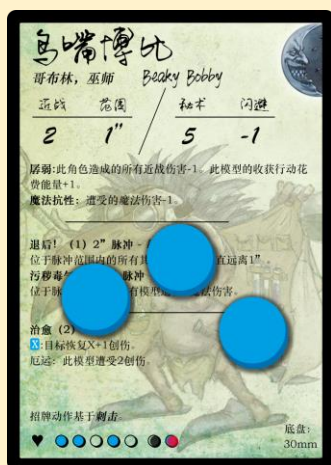 鸟嘴博比
哥布林，巫师 Beaky Bobby
近战 范围 秘术 闪避
2 1" 5 -1
孱弱:此角色造成的所有近战伤害-1。此模型的收获行动花
费能量+1。
魔法抗性：遭受的魔法伤害-1。
退后！（1）2” 脉冲 -
位于脉冲范围内的所有 直远离1”
污秽毒 脉冲
位于脉 有模型 法伤害。
治愈（2）
X:目标恢复X+1创伤。
厄运：此模型遭受2创伤。
招牌动作基于刺击。
底盘：
30mm